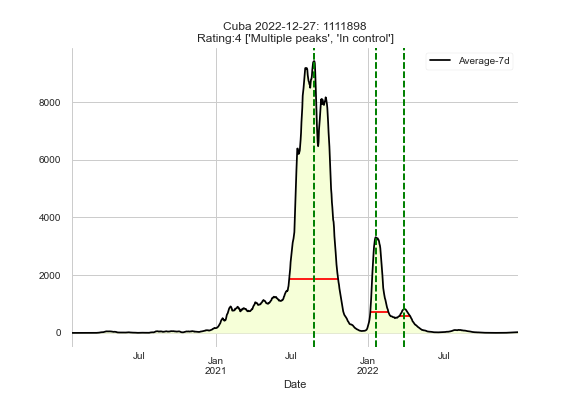 Cuba 2022-12-27: 1111898
Rating:4 ['Multiple peaks', 'In control']
Average-7d
8000
6000
4000
2000
0
Jul
Jan
2021
Jul
Jan
2022
Jul
Date